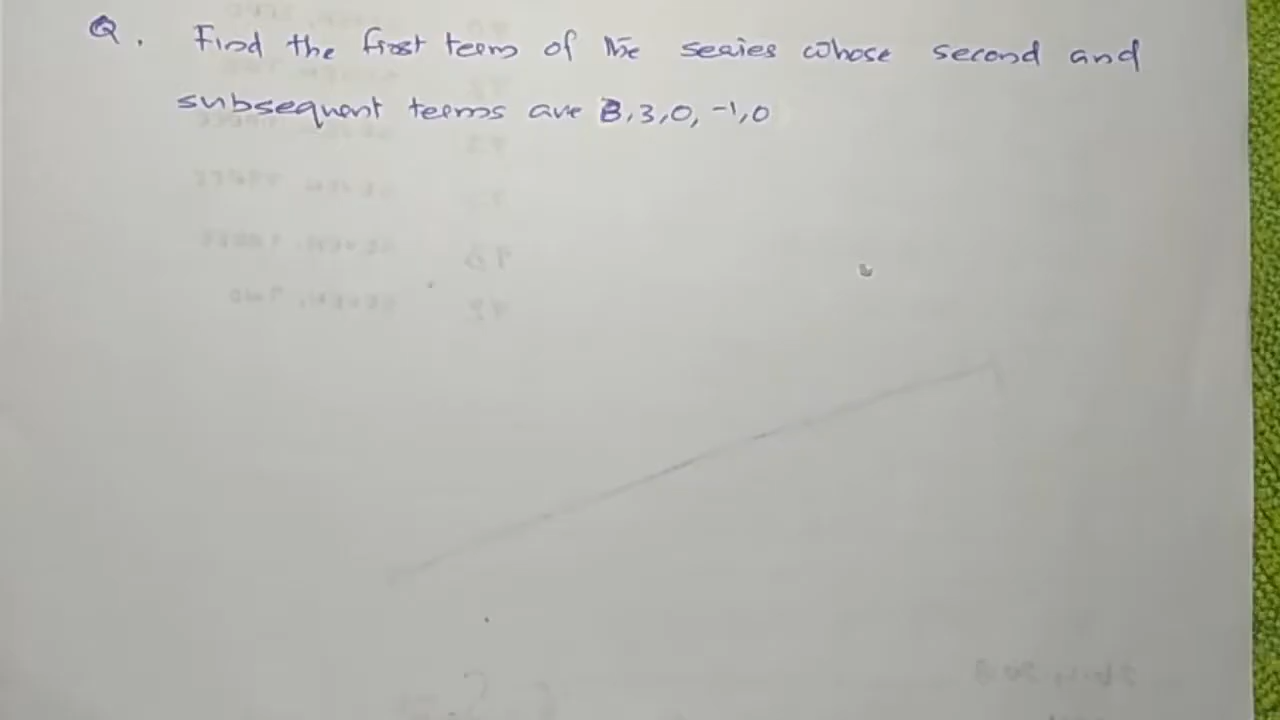 Q. Find the first term of the series whose second and
subsequent terms are 8, 3, 0, -1, 0